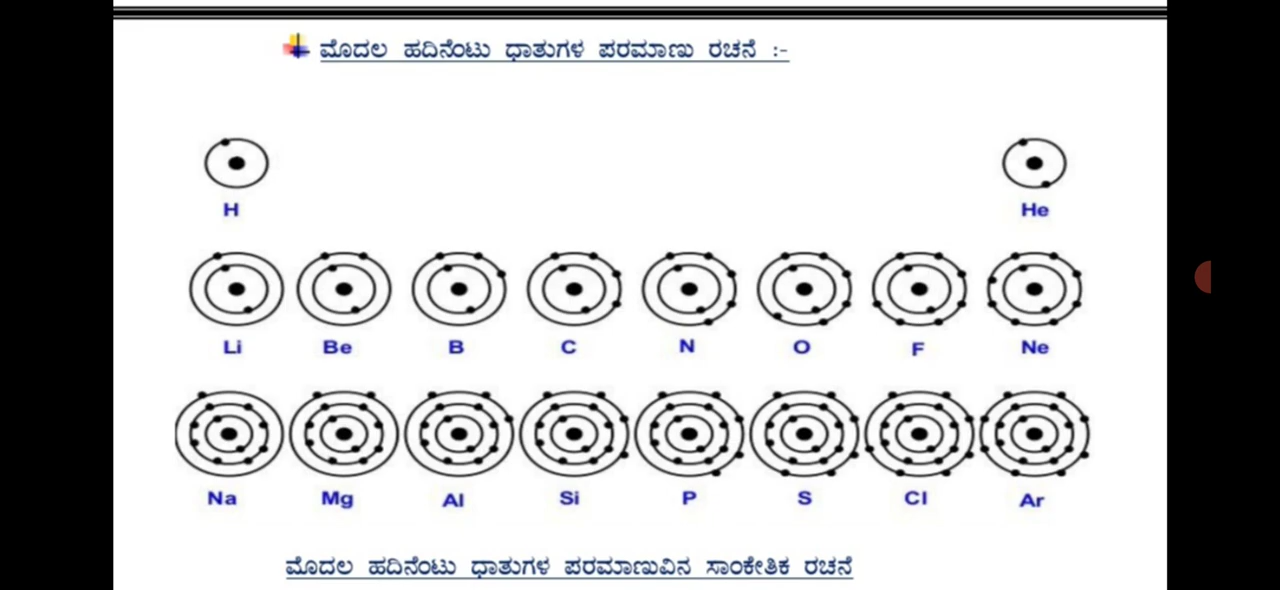 ಮೊದಲ ಹದಿನೆಂಟು ಧಾತುಗಳ ಪರಮಾಣು ರಚನೆ :-
H He
Li Be B C N O F Ne
Na Mg Al Si P S Cl Ar
ಮೊದಲ ಹದಿನೆಂಟು ಧಾತುಗಳ ಪರಮಾಣುವಿನ ಸಾಂಕೇತಿಕ ರಚನೆ